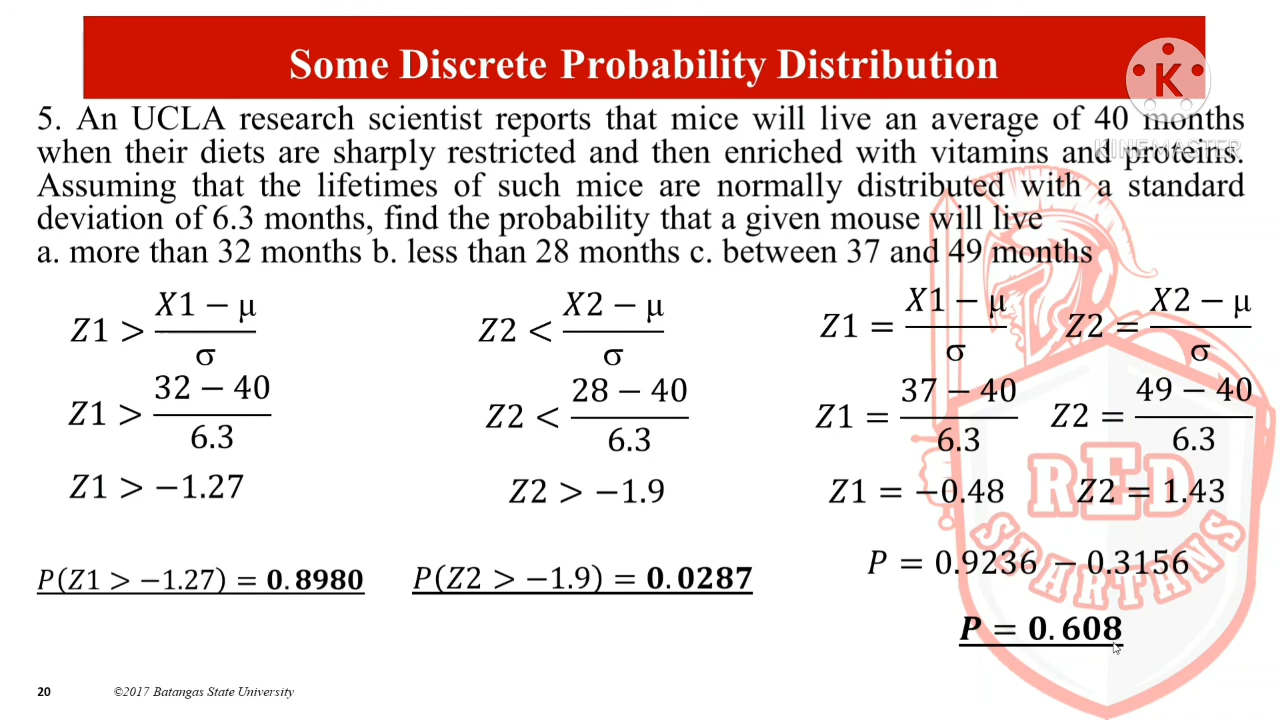 Some Discrete Probability Distribution
K
KINEMASTER
5. An UCLA research scientist reports that mice will live an average of 40 months
when their diets are sharply restricted and then enriched with vitamins and proteins.
Assuming that the lifetimes of such mice are normally distributed with a standard
deviation of 6.3 months, find the probability that a given mouse will live
a. more than 32 months b. less than 28 months c. between 37 and 49 months
Z1 > (X1 − μ)/σ
Z1 > (32 − 40)/6.3
Z1 > −1.27
P(Z1 > −1.27) = 0.8980
Z2 < (X2 − μ)/σ
Z2 < (28 − 40)/6.3
Z2 > −1.9
P(Z2 > −1.9) = 0.0287
Z1 = (X1 − μ)/σ Z2 = (X2 − μ)/σ
Z1 = (37 − 40)/6.3 Z2 = (49 − 40)/6.3
Z1 = −0.48 Z2 = 1.43
P = 0.9236 − 0.3156
P = 0.608
RED
SPARTANS
20 ©2017 Batangas State University